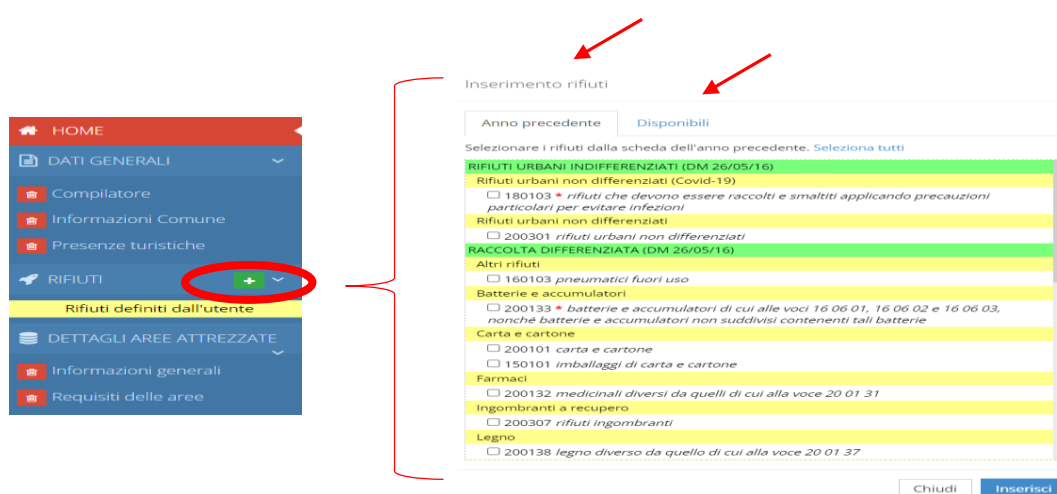 HOME
DATI GENERALI
Compilatore
Informazioni Comune
Presenze turistiche
RIFIUTI
Rifiuti definiti dall'utente
DETTAGLI AREE ATTREZZATE
Informazioni generali
Requisiti delle aree
Inserimento rifiuti
Anno precedente Disponibili
Selezionare i rifiuti dalla scheda dell'anno precedente. Seleziona tutti
RIFIUTI URBANI INDIFFERENZIATI (DM 26/05/16)
Rifiuti urbani non differenziati (Covid-19)
180103 * rifiuti che devono essere raccolti e smaltiti applicando precauzioni
particolari per evitare infezioni
Rifiuti urbani non differenziati
200301 rifiuti urbani non differenziati
RACCOLTA DIFFERENZIATA (DM 26/05/16)
Altri rifiuti
160103 pneumatici fuori uso
Batterie e accumulatori
200133 * batterie e accumulatori di cui alle voci 16 06 01, 16 06 02 e 16 06 03,
nonché batterie e accumulatori non suddivisi contenenti tali batterie
Carta e cartone
200101 carta e cartone
150101 imballaggi di carta e cartone
Farmaci
200132 medicinali diversi da quelli di cui alla voce 20 01 31
Ingombranti a recupero
200307 rifiuti ingombranti
Legno
200138 legno diverso da quello di cui alla voce 20 01 37
Chiudi Inserisci